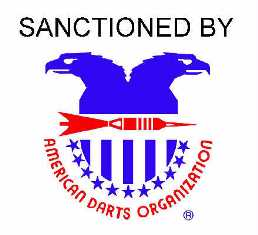 SANCTIONED BY
AMERICAN DARTS ORGANIZATION
®